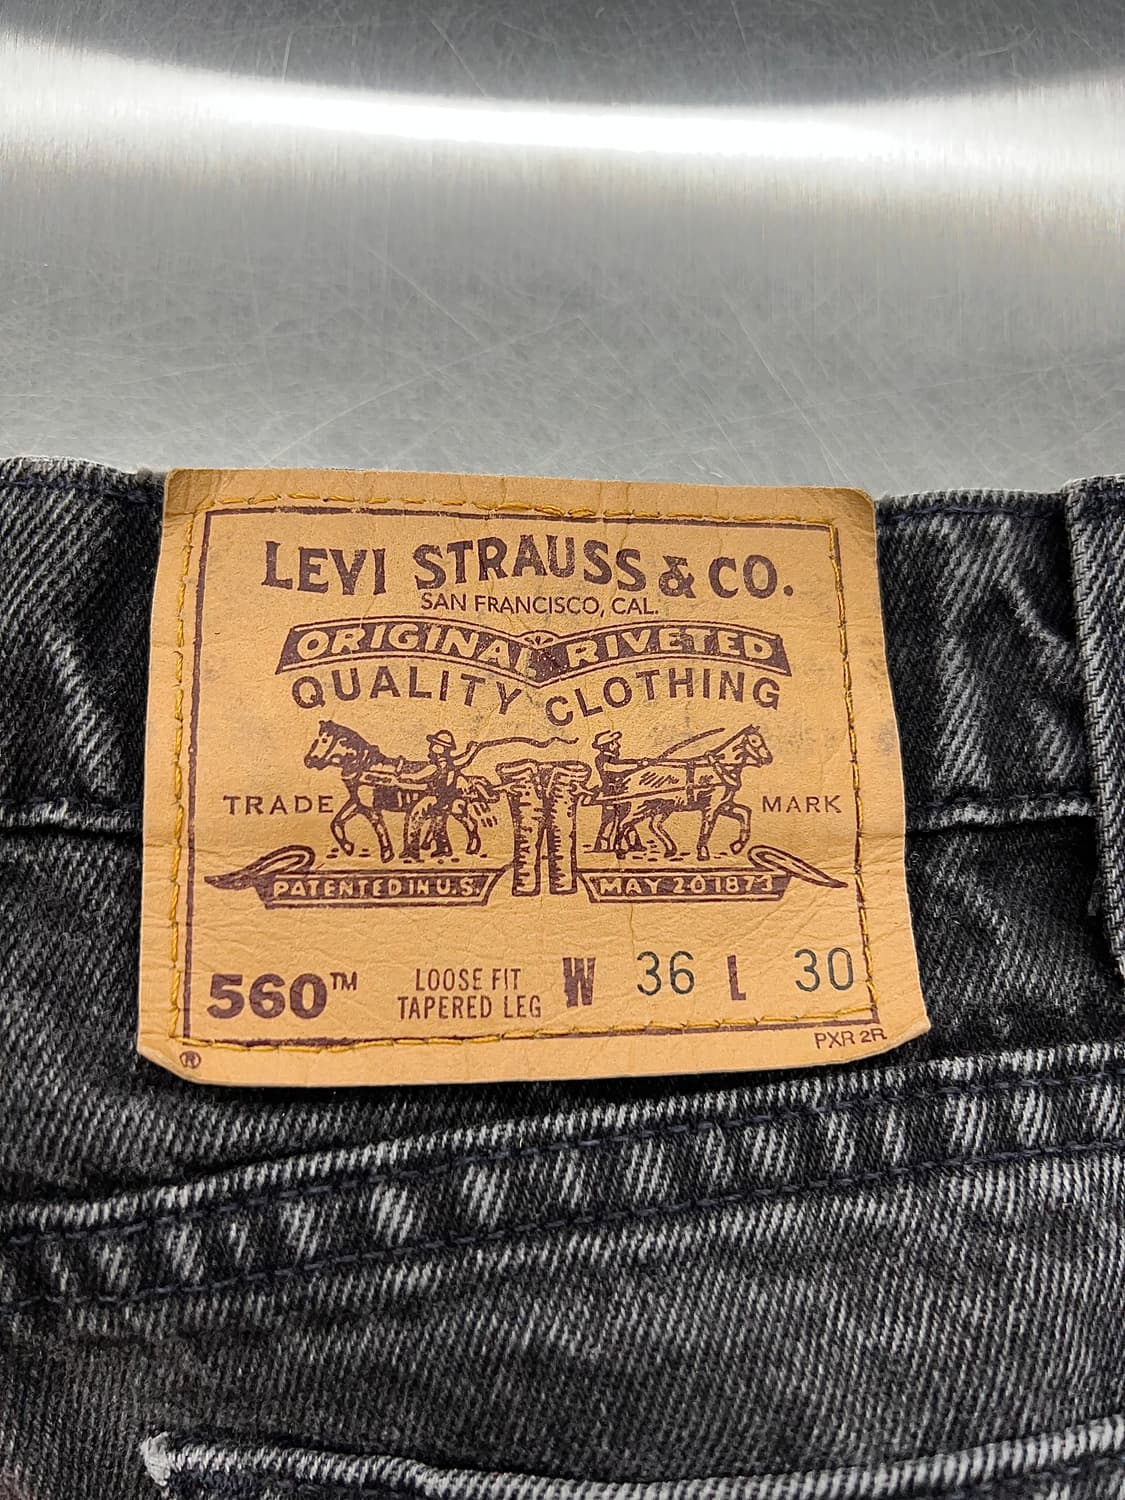 LEVI STRAUSS & CO.
SAN FRANCISCO, CAL.
ORIGINAL RIVETED
QUALITY CLOTHING
TRADE MARK
PATENTED IN U.S. MAY 20 1873
560™ LOOSE FIT TAPERED LEG W 36 L 30
® PXR 2R